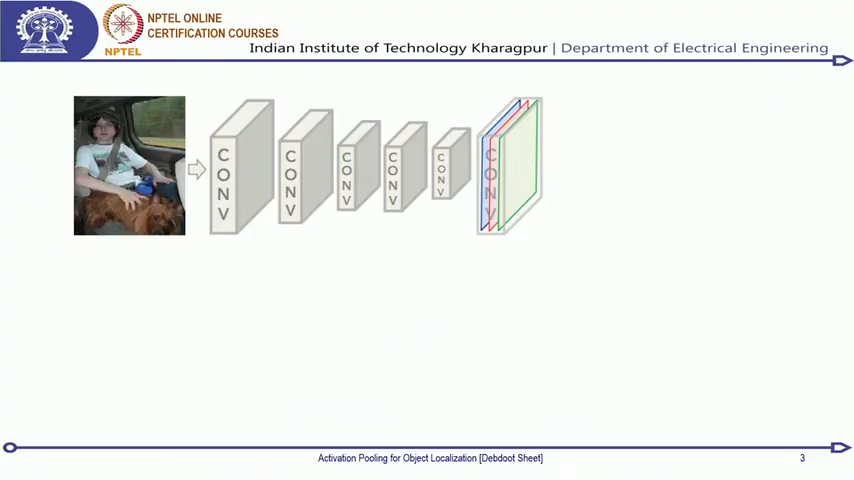 NPTEL ONLINE
CERTIFICATION COURSES
NPTEL
Indian Institute of Technology Kharagpur | Department of Electrical Engineering
CONV
CONV
CONV
CONV
CONV
CONV
Activation Pooling for Object Localization [Debdoot Sheet]
3